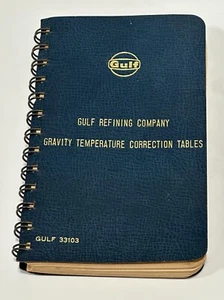 Gulf
GULF REFINING COMPANY
GRAVITY TEMPERATURE CORRECTION TABLES
GULF 33103